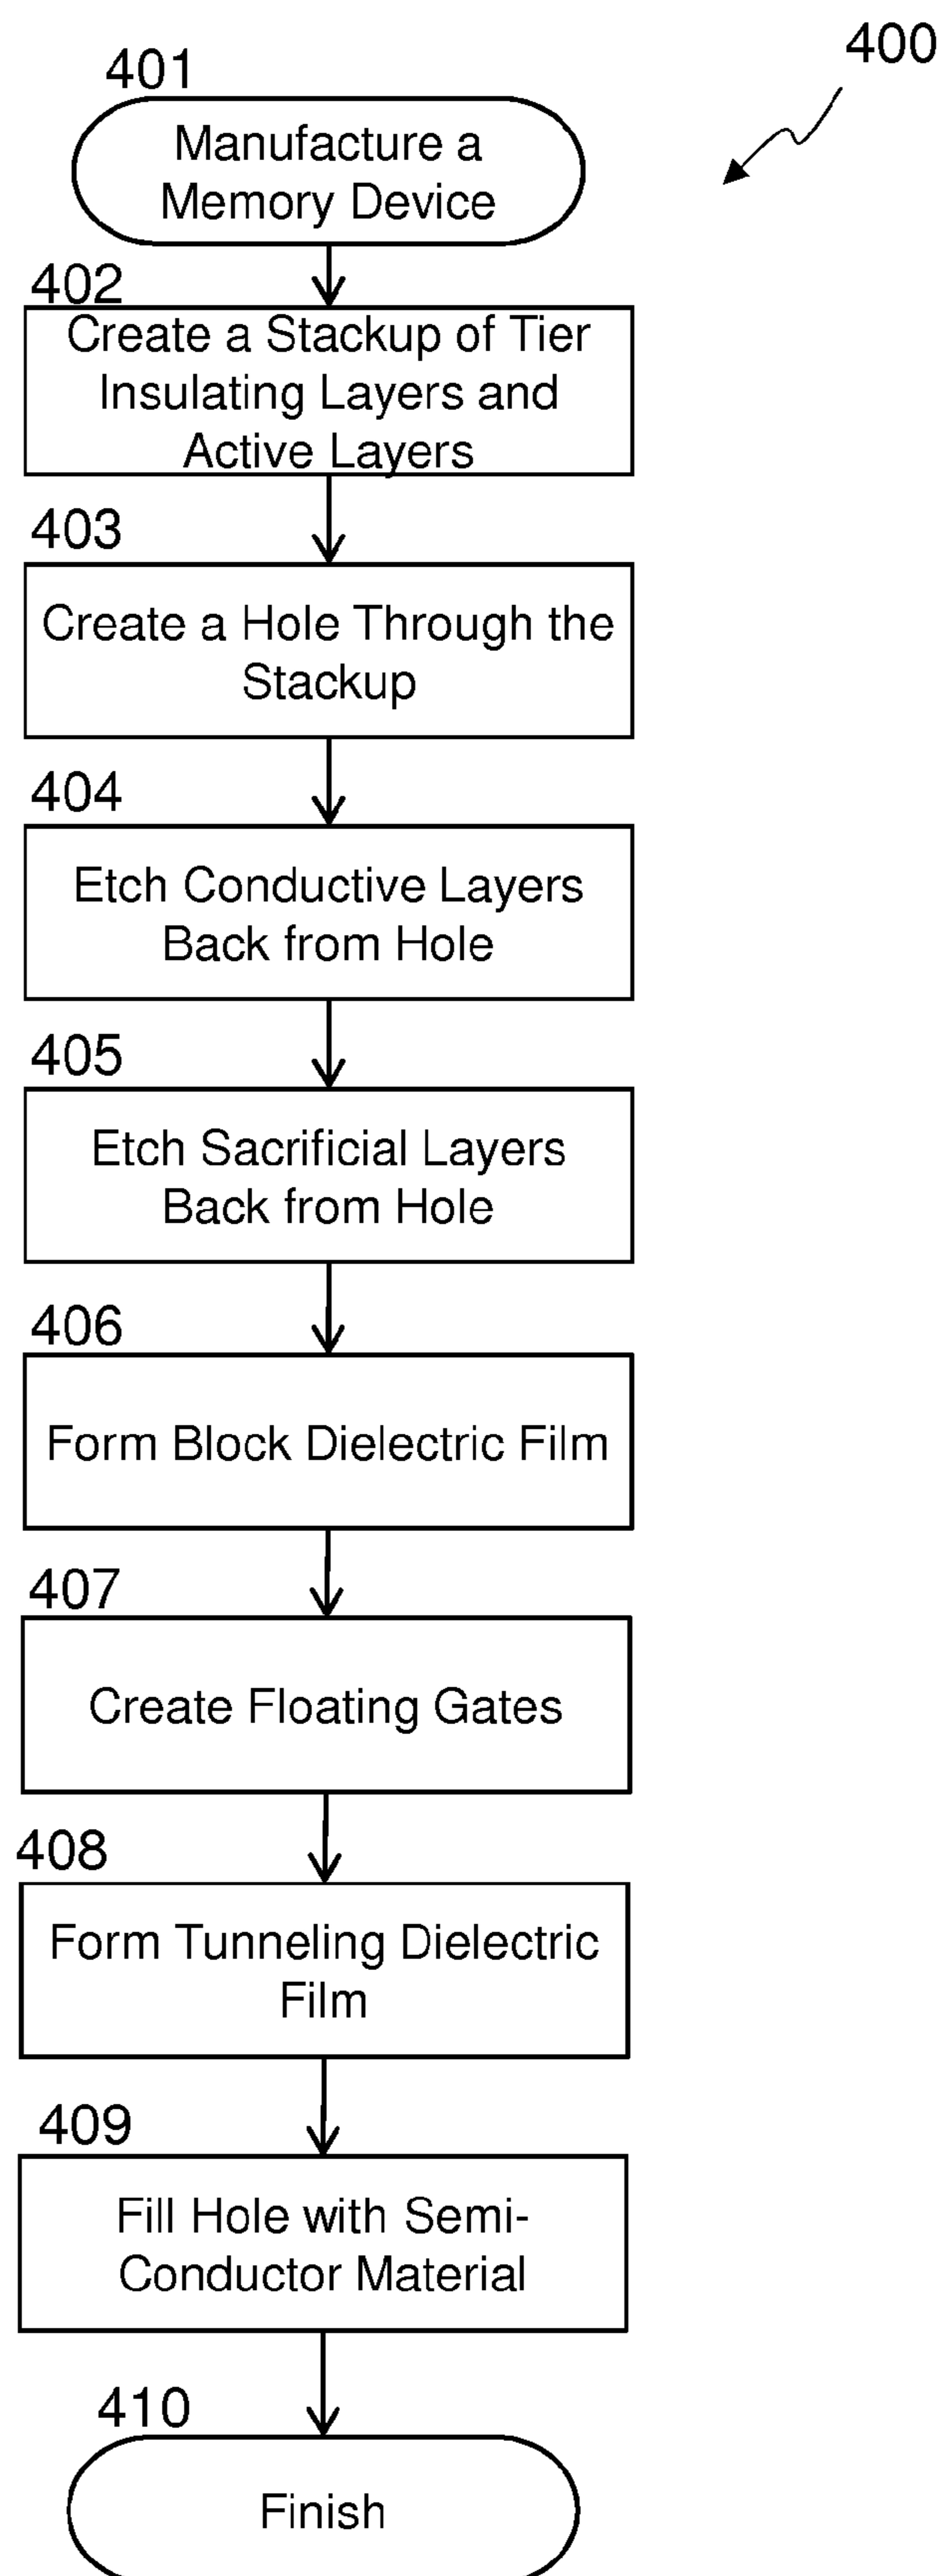 400
401
Manufacture a
Memory Device
402
Create a Stackup of Tier
Insulating Layers and
Active Layers
403
Create a Hole Through the
Stackup
404
Etch Conductive Layers
Back from Hole
405
Etch Sacrificial Layers
Back from Hole
406
Form Block Dielectric Film
407
Create Floating Gates
408
Form Tunneling Dielectric
Film
409
Fill Hole with Semi-
Conductor Material
410
Finish